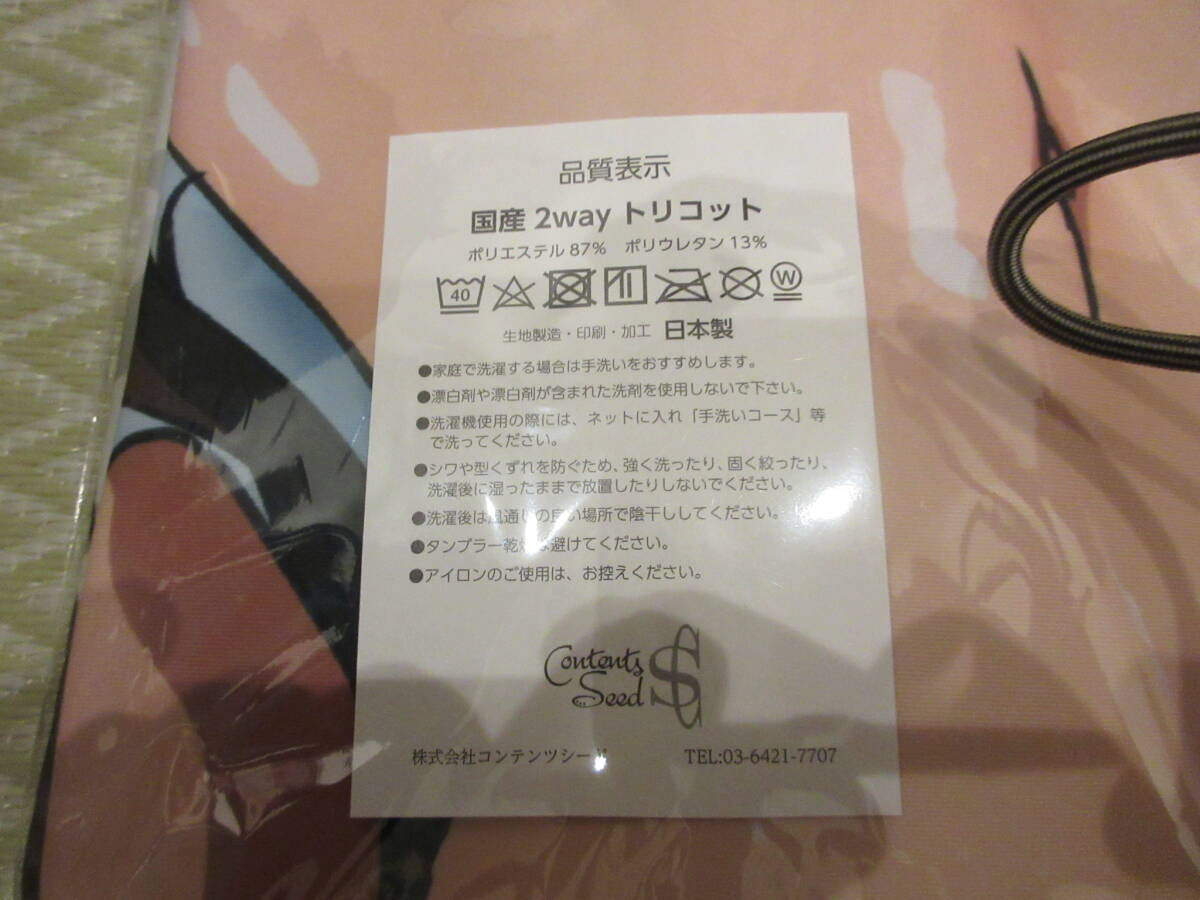 品質表示
国産 2way トリコット
ポリエステル 87% ポリウレタン 13%
40 W
生地製造・印刷・加工 日本製
●家庭で洗濯する場合は手洗いをおすすめします。
●漂白剤や漂白剤が含まれた洗剤を使用しないで下さい。
●洗濯機使用の際には、ネットに入れ「手洗いコース」等
で洗ってください。
●シワや型くずれを防ぐため、強く洗ったり、固く絞ったり、
洗濯後に湿ったままで放置したりしないでください。
●洗濯後は風通しの良い場所で陰干ししてください。
●タンブラー乾燥は避けてください。
●アイロンのご使用は、お控えください。
Contents
Seed
株式会社コンテンツシード TEL:03-6421-7707